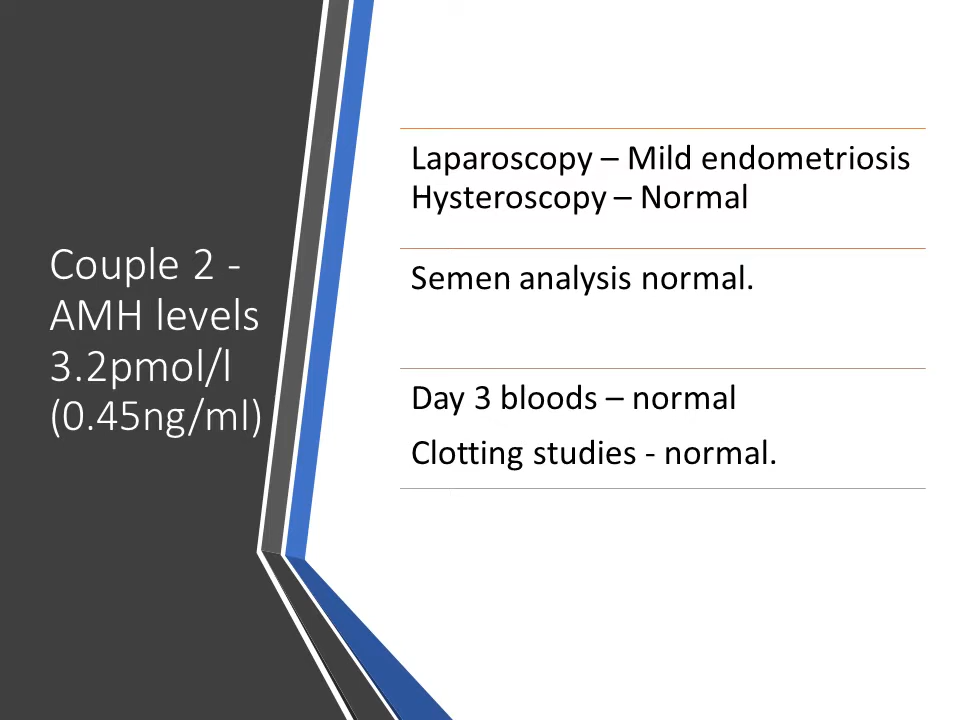 Couple 2 -
AMH levels
3.2pmol/l
(0.45ng/ml)
Laparoscopy – Mild endometriosis
Hysteroscopy – Normal
Semen analysis normal.
Day 3 bloods – normal
Clotting studies - normal.